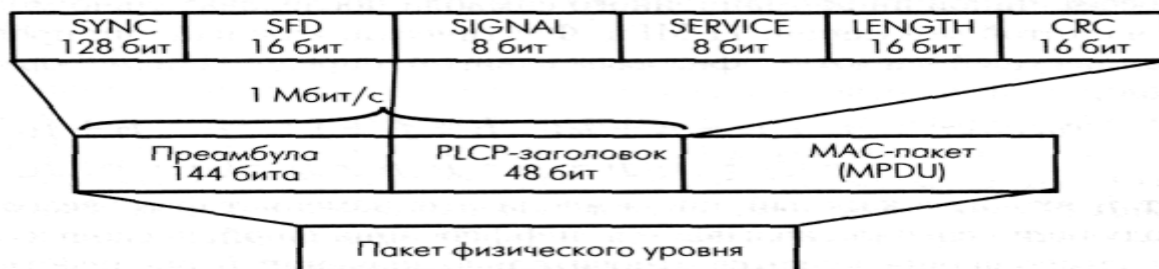 SYNC SFD SIGNAL SERVICE LENGTH CRC
128 бит 16 бит 8 бит 8 бит 16 бит 16 бит
1 Мбит/с
Преамбула PLCP-заголовок MAC-пакет
144 бита 48 бит (MPDU)
Пакет физического уровня